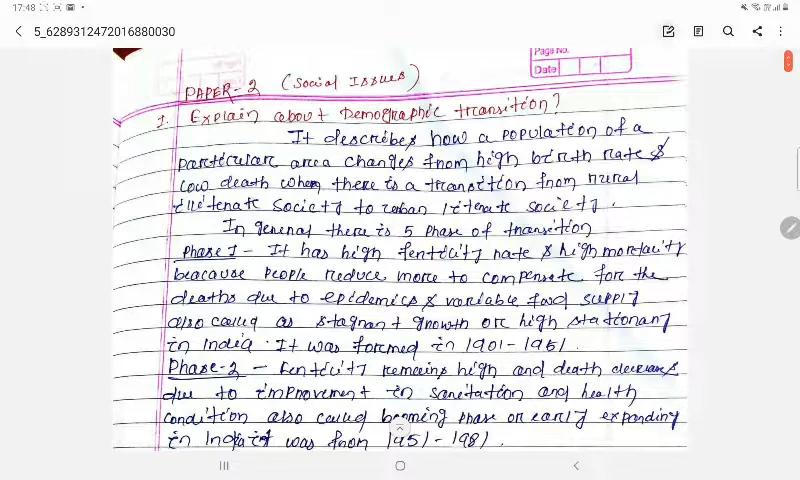 17:48
5_6289312472016880030
Page No.
Date
PAPER-2 (Social Issues)
1. Explain about Demographic transition?
It describes how a population of a
particular area changes from high birth rate &
low death when there is a transition from rural
illiterate society to urban literate society.
In general there is 5 phase of transition
Phase 1 - It has high fertility rate & high mortality
beacause people reduce more to compensate for the
deaths due to epidemics & variable food supply
also called as stagnant growth or high stationary
in India. It was formed in 1901-1951.
Phase-2 - Fertility remains high and death decreases
due to improvement in sanitation and health
condition also called booming phase or early expanding
in India it was from 1951-1981.